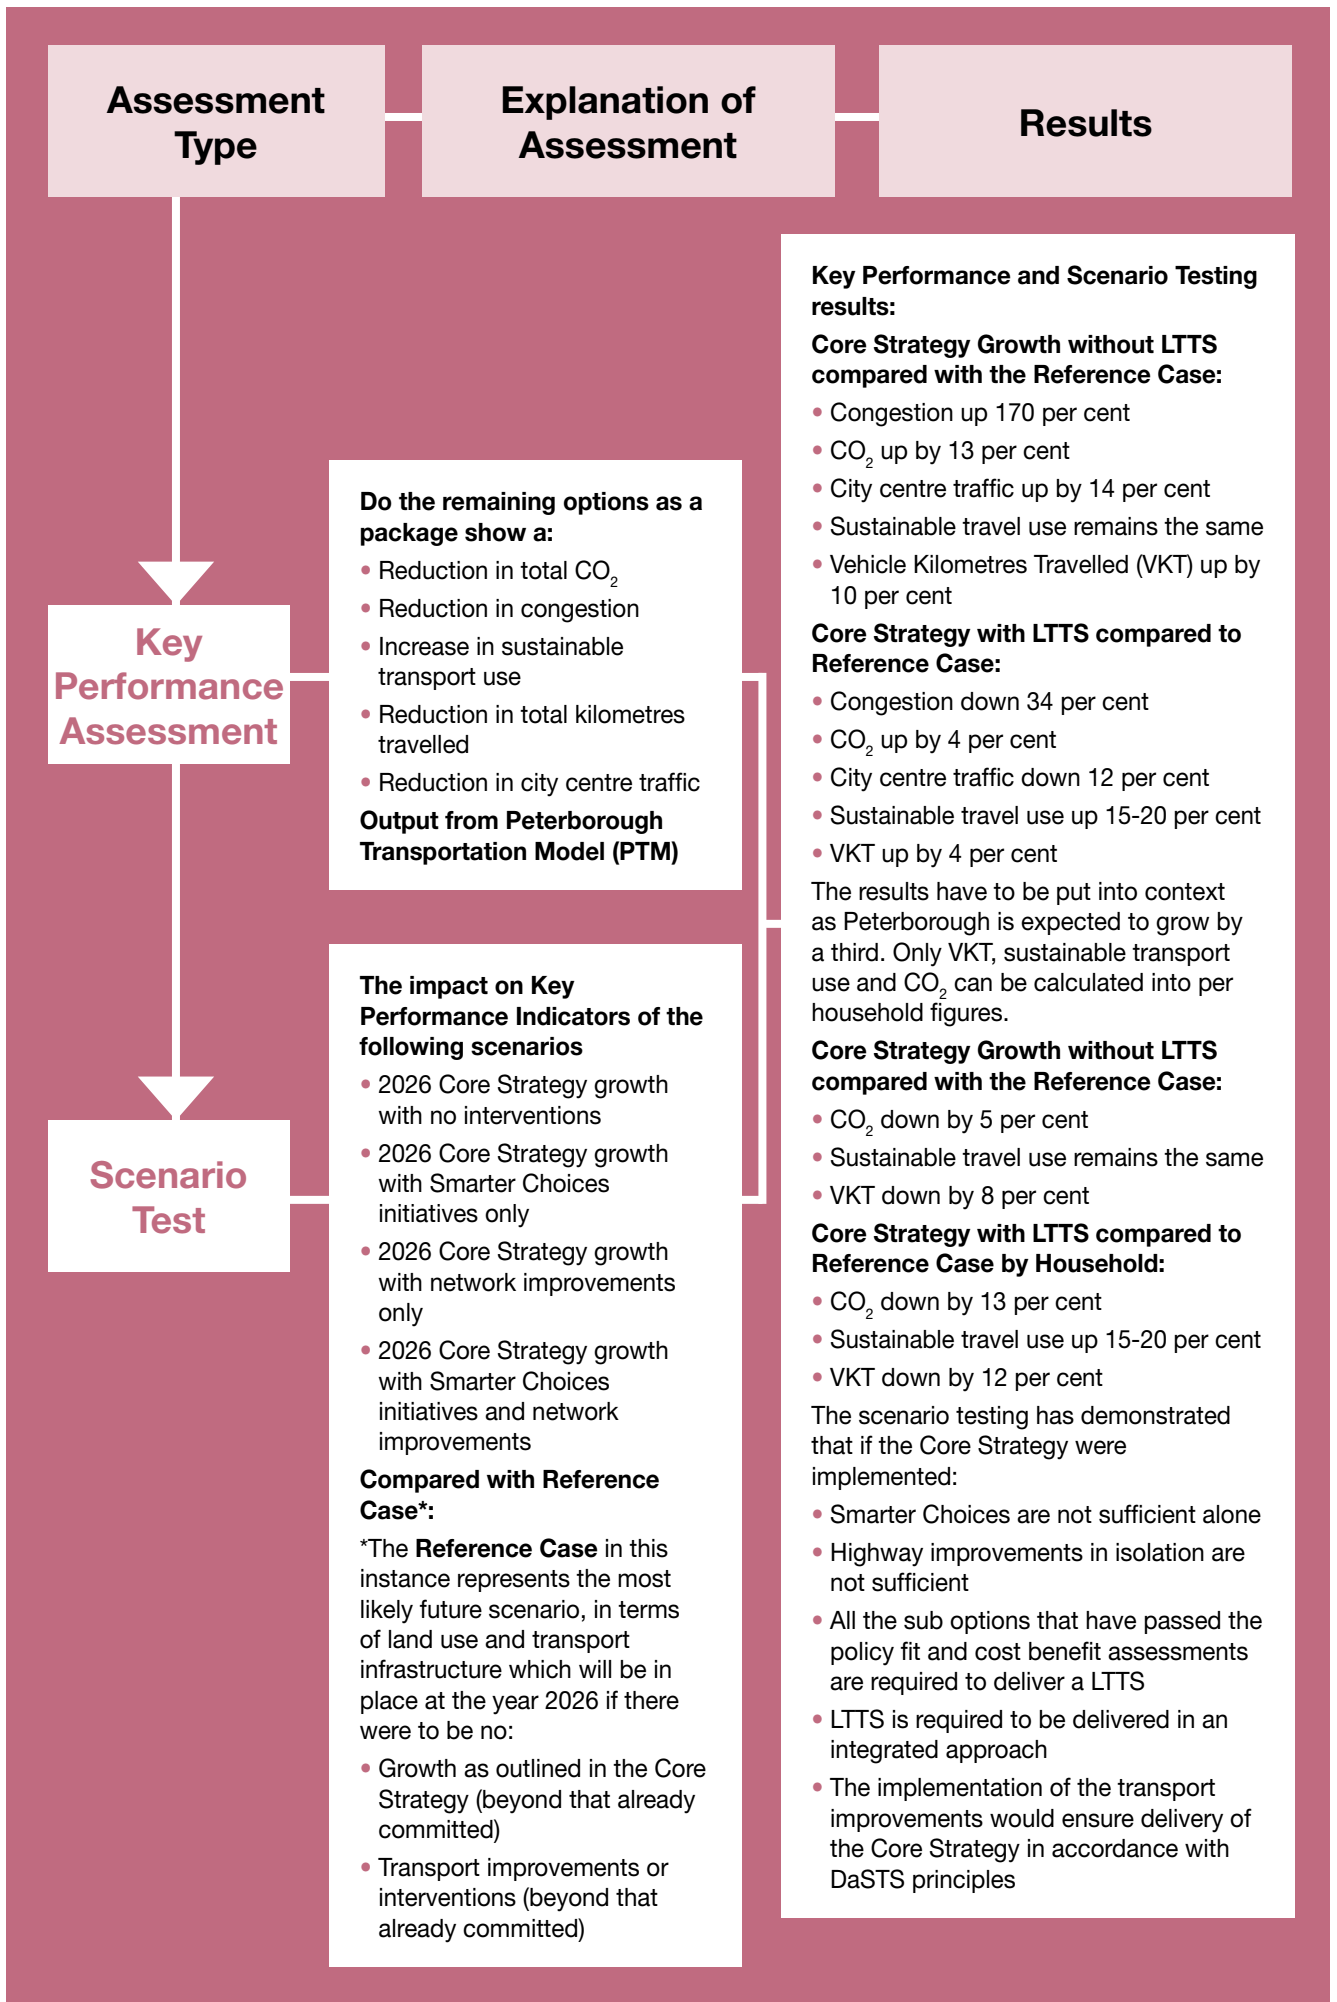 Assessment
Type
Explanation of
Assessment
Results
Key
Performance
Assessment
Do the remaining options as a
package show a:
• Reduction in total CO₂
• Reduction in congestion
• Increase in sustainable
transport use
• Reduction in total kilometres
travelled
• Reduction in city centre traffic
Output from Peterborough
Transportation Model (PTM)
Scenario
Test
The impact on Key
Performance Indicators of the
following scenarios
• 2026 Core Strategy growth
with no interventions
• 2026 Core Strategy growth
with Smarter Choices
initiatives only
• 2026 Core Strategy growth
with network improvements
only
• 2026 Core Strategy growth
with Smarter Choices
initiatives and network
improvements
Compared with Reference
Case*:
*The Reference Case in this
instance represents the most
likely future scenario, in terms
of land use and transport
infrastructure which will be in
place at the year 2026 if there
were to be no:
• Growth as outlined in the Core
Strategy (beyond that already
committed)
• Transport improvements or
interventions (beyond that
already committed)
Key Performance and Scenario Testing
results:
Core Strategy Growth without LTTS
compared with the Reference Case:
• Congestion up 170 per cent
• CO₂ up by 13 per cent
• City centre traffic up by 14 per cent
• Sustainable travel use remains the same
• Vehicle Kilometres Travelled (VKT) up by
10 per cent
Core Strategy with LTTS compared to
Reference Case:
• Congestion down 34 per cent
• CO₂ up by 4 per cent
• City centre traffic down 12 per cent
• Sustainable travel use up 15-20 per cent
• VKT up by 4 per cent
The results have to be put into context
as Peterborough is expected to grow by
a third. Only VKT, sustainable transport
use and CO₂ can be calculated into per
household figures.
Core Strategy Growth without LTTS
compared with the Reference Case:
• CO₂ down by 5 per cent
• Sustainable travel use remains the same
• VKT down by 8 per cent
Core Strategy with LTTS compared to
Reference Case by Household:
• CO₂ down by 13 per cent
• Sustainable travel use up 15-20 per cent
• VKT down by 12 per cent
The scenario testing has demonstrated
that if the Core Strategy were
implemented:
• Smarter Choices are not sufficient alone
• Highway improvements in isolation are
not sufficient
• All the sub options that have passed the
policy fit and cost benefit assessments
are required to deliver a LTTS
• LTTS is required to be delivered in an
integrated approach
• The implementation of the transport
improvements would ensure delivery of
the Core Strategy in accordance with
DaSTS principles